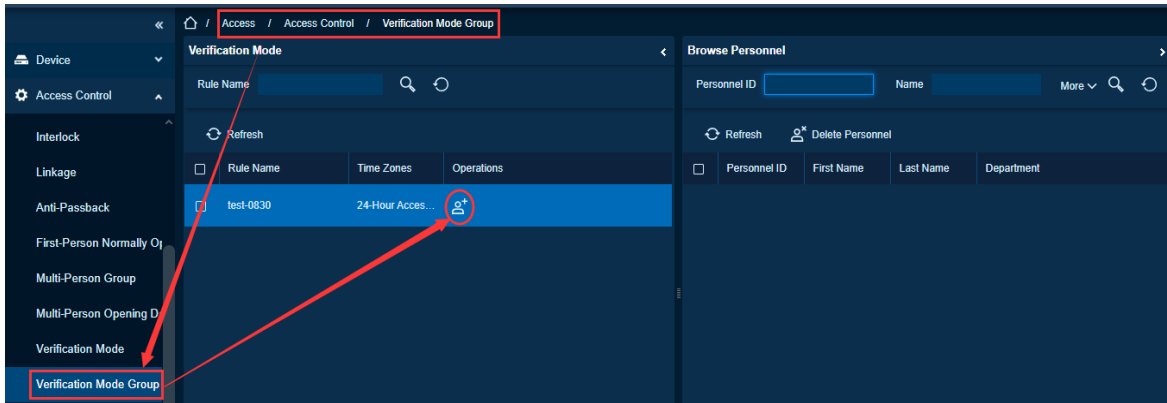 / Access / Access Control / Verification Mode Group
Device
Access Control
Interlock
Linkage
Anti-Passback
First-Person Normally Op
Multi-Person Group
Multi-Person Opening D
Verification Mode
Verification Mode Group
Verification Mode
Rule Name
Refresh
Rule Name Time Zones Operations
test-0830 24-Hour Acces...
Browse Personnel
Personnel ID Name More
Refresh Delete Personnel
Personnel ID First Name Last Name Department